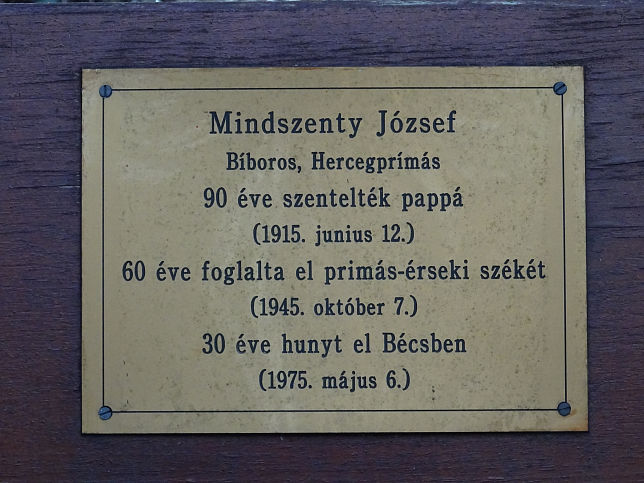 Mindszenty József
Bíboros, Hercegprímás
90 éve szentelték pappá
(1915. junius 12.)
60 éve foglalta el primás-érseki székét
(1945. október 7.)
30 éve hunyt el Bécsben
(1975. május 6.)